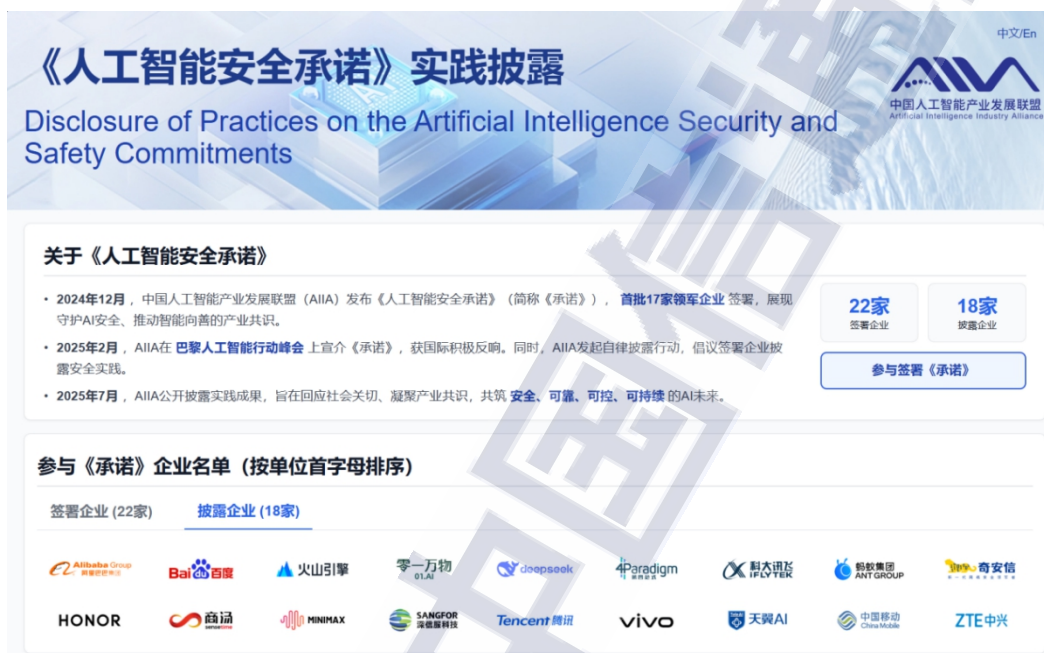 中文/En
《人工智能安全承诺》实践披露
中国人工智能产业发展联盟
Artificial Intelligence Industry Alliance
Disclosure of Practices on the Artificial Intelligence Security and
Safety Commitments
关于《人工智能安全承诺》
• 2024年12月，中国人工智能产业发展联盟（AIIA）发布《人工智能安全承诺》（简称《承诺》），首批17家领军企业 签署，展现
守护AI安全、推动智能向善的产业共识。
• 2025年2月，AIIA在 巴黎人工智能行动峰会 上宣介《承诺》，获国际积极反响。同时，AIIA发起自律披露行动，倡议签署企业披
露安全实践。
• 2025年7月，AIIA公开披露实践成果，旨在回应社会关切、凝聚产业共识，共筑 安全、可靠、可控、可持续 的AI未来。
22家
签署企业
18家
披露企业
参与签署《承诺》
参与《承诺》企业名单（按单位首字母排序）
签署企业 (22家) 披露企业 (18家)
Alibaba Group
阿里巴巴集团
Bai du 百度
火山引擎
零一万物
01.AI
deepseek
4Paradigm
第四范式
科大讯飞
iFLYTEK
蚂蚁集团
ANT GROUP
奇安信
HONOR
商汤
sensetime
MINIMAX
SANGFOR
深信服科技
Tencent 腾讯
vivo
天翼AI
中国移动
China Mobile
ZTE中兴
中国信